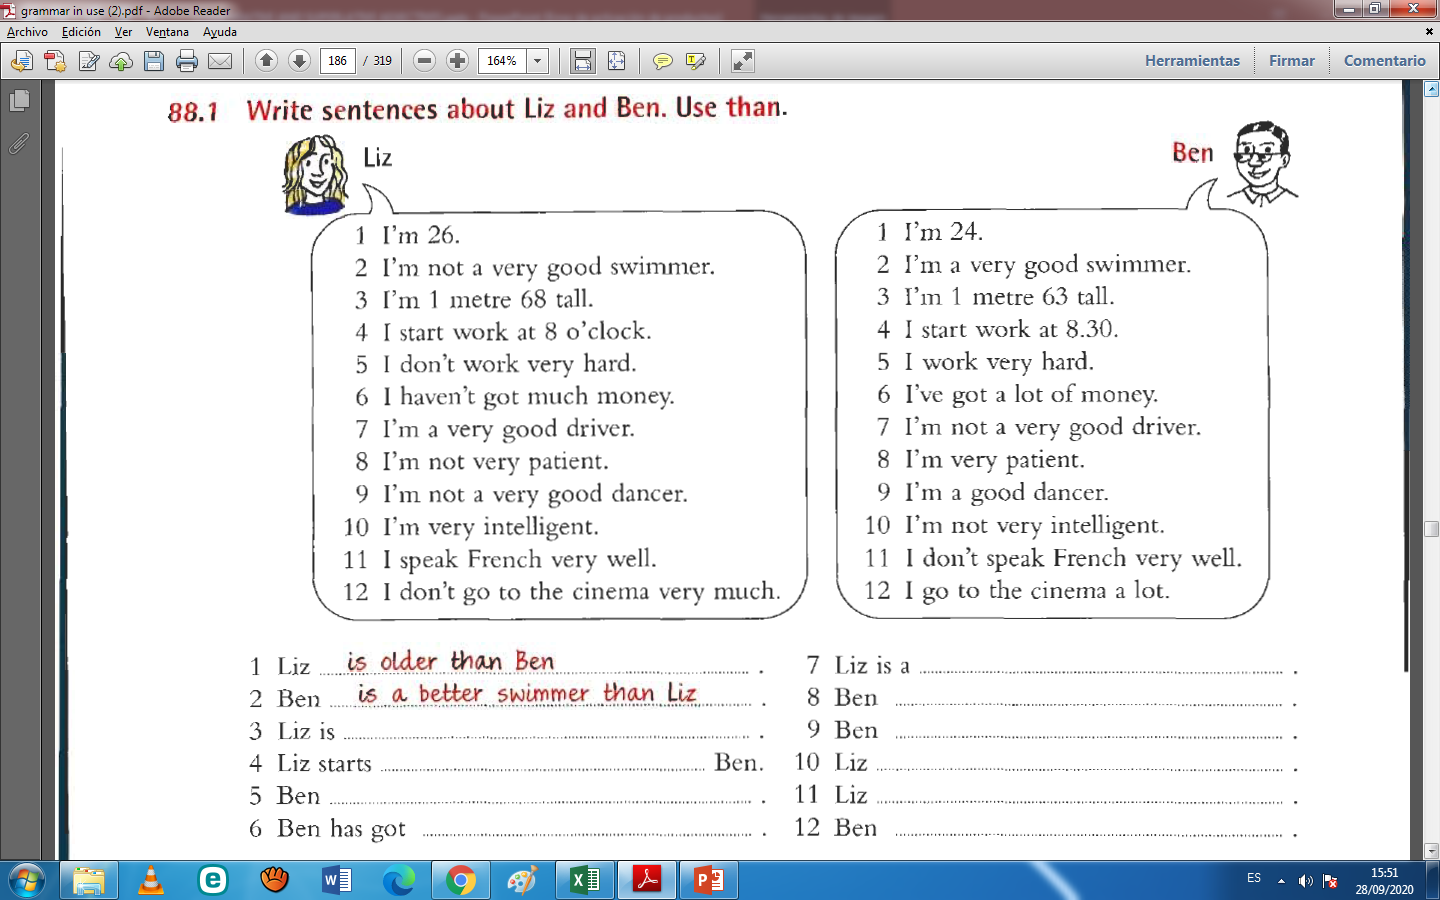 grammar in use (2).pdf - Adobe Reader
Archivo Edición Ver Ventana Ayuda
186 / 319 164% Herramientas Firmar Comentario
88.1 Write sentences about Liz and Ben. Use than.
Liz
1 I'm 26.
2 I'm not a very good swimmer.
3 I'm 1 metre 68 tall.
4 I start work at 8 o'clock.
5 I don't work very hard.
6 I haven't got much money.
7 I'm a very good driver.
8 I'm not very patient.
9 I'm not a very good dancer.
10 I'm very intelligent.
11 I speak French very well.
12 I don't go to the cinema very much.
Ben
1 I'm 24.
2 I'm a very good swimmer.
3 I'm 1 metre 63 tall.
4 I start work at 8.30.
5 I work very hard.
6 I've got a lot of money.
7 I'm not a very good driver.
8 I'm very patient.
9 I'm a good dancer.
10 I'm not very intelligent.
11 I don't speak French very well.
12 I go to the cinema a lot.
1 Liz is older than Ben.
2 Ben is a better swimmer than Liz.
3 Liz is .
4 Liz starts Ben.
5 Ben .
6 Ben has got .
7 Liz is a .
8 Ben .
9 Ben .
10 Liz .
11 Liz .
12 Ben .
ES 15:51
28/09/2020